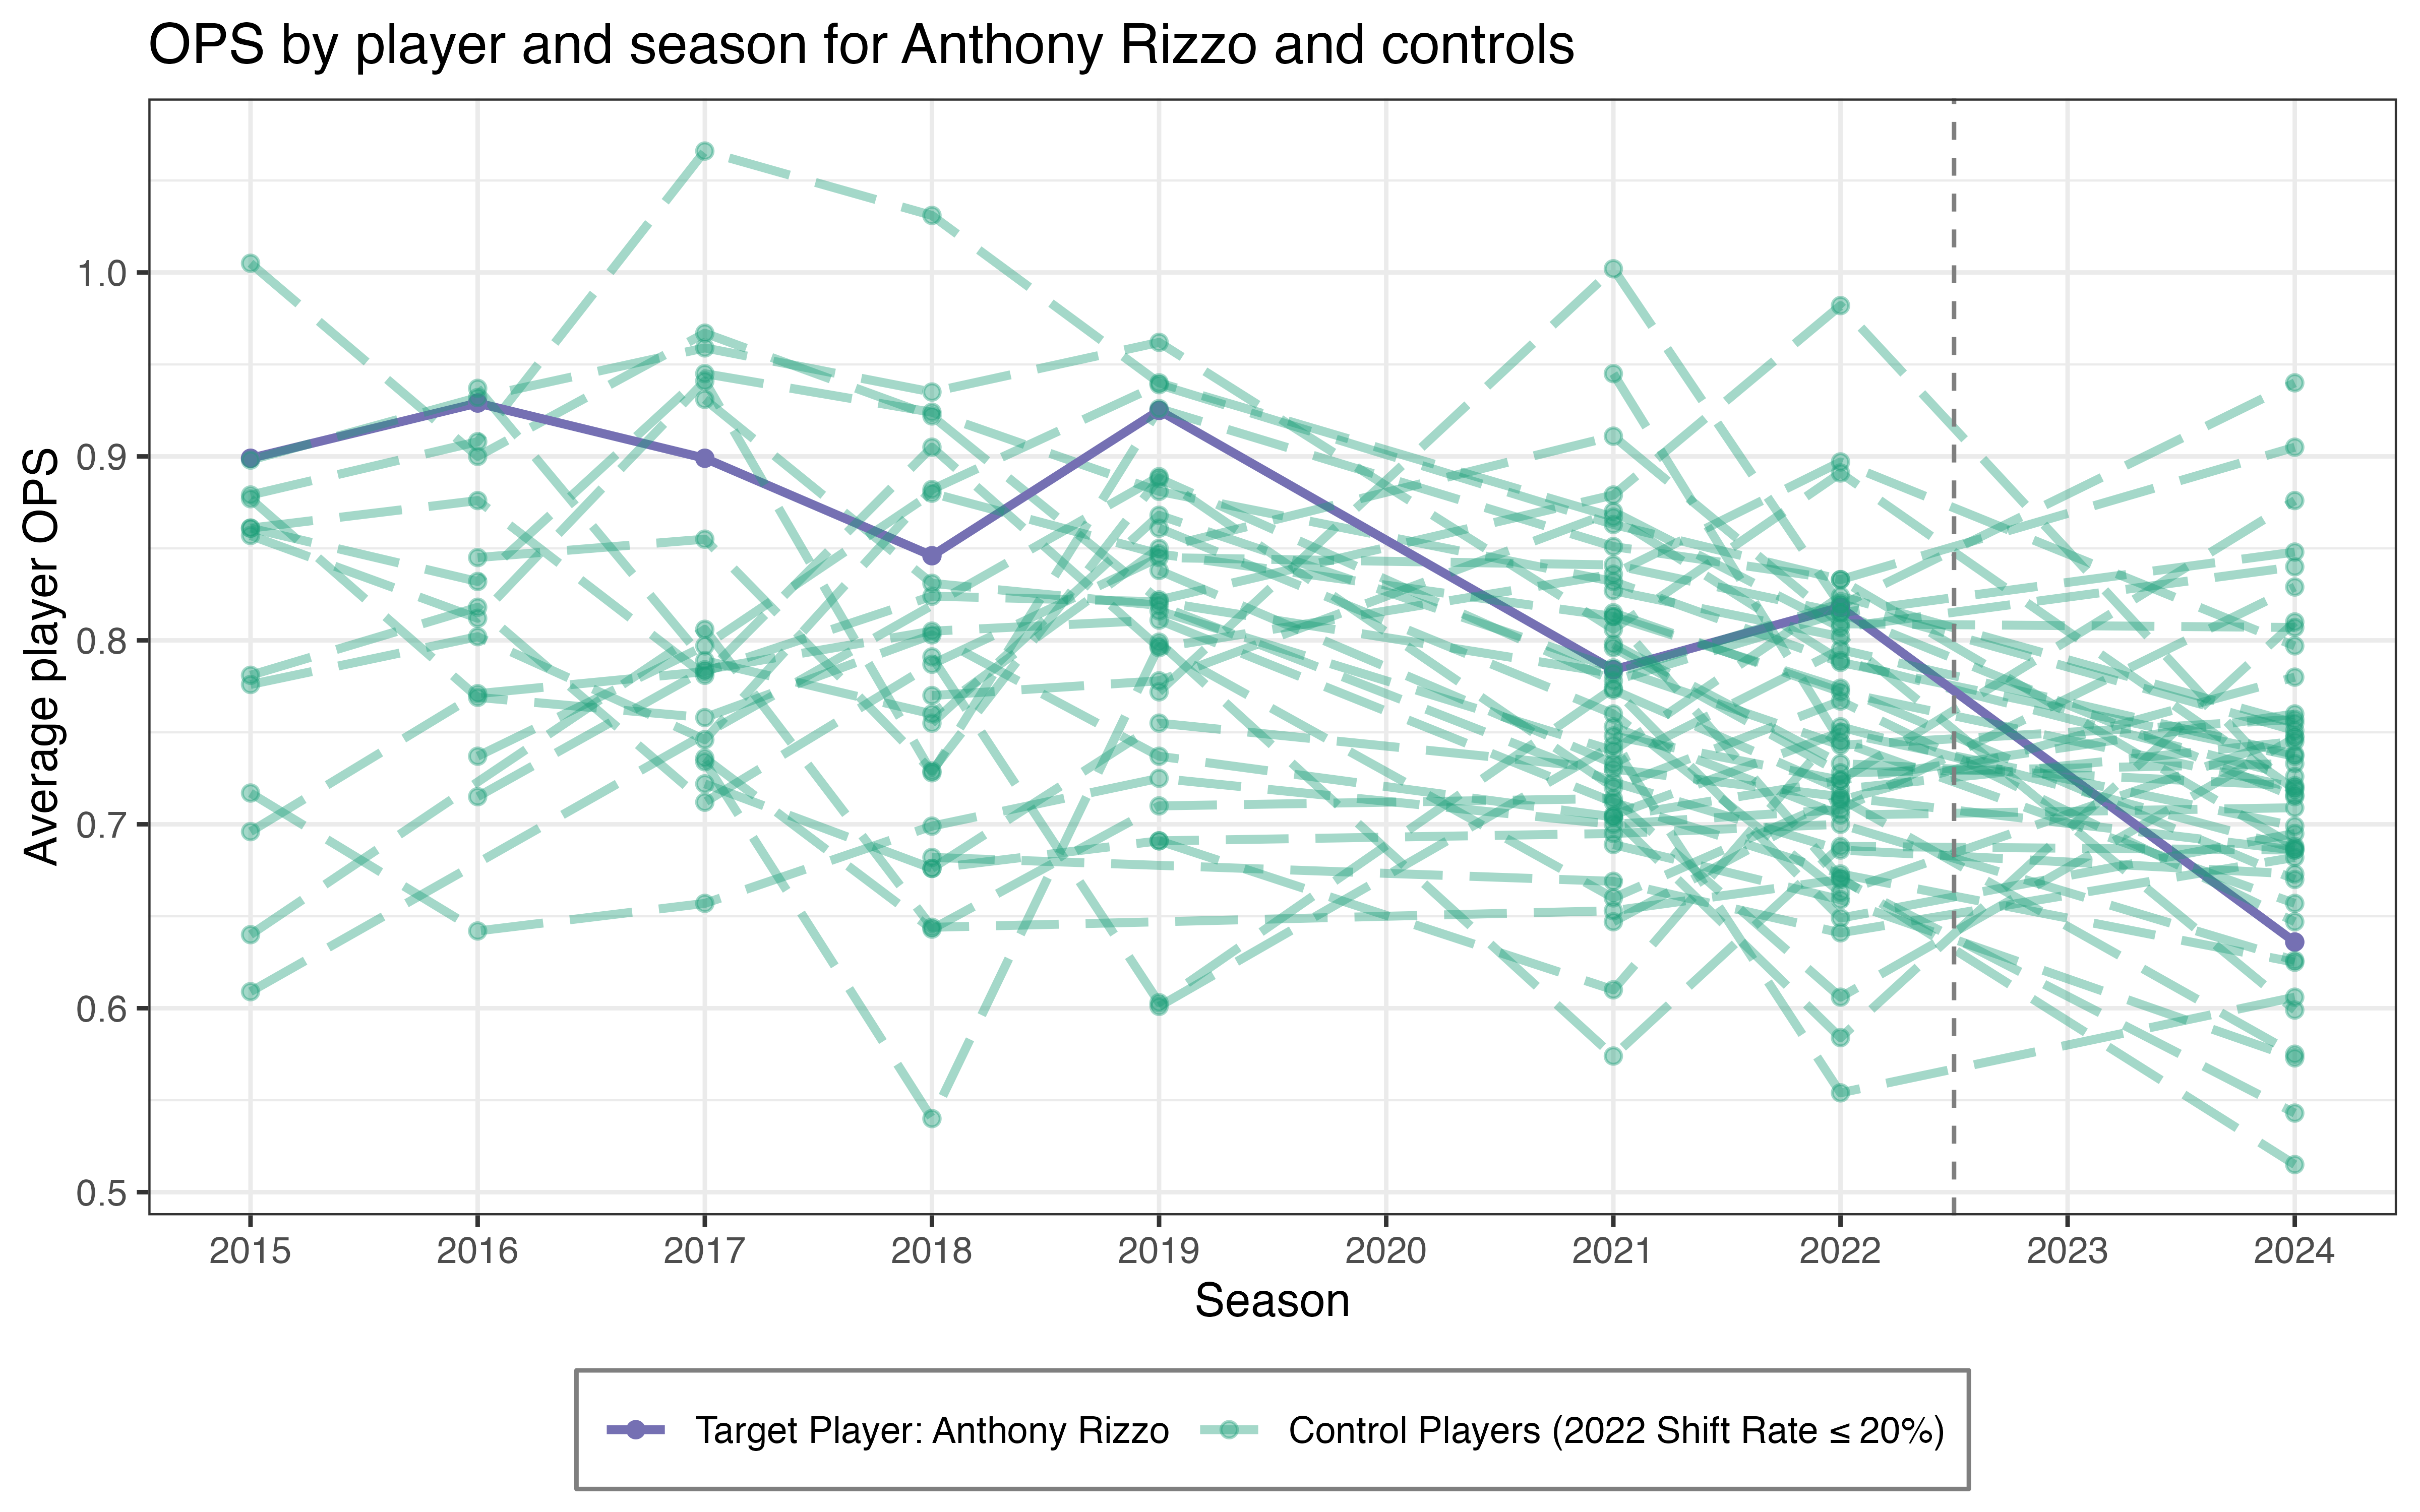 OPS by player and season for Anthony Rizzo and controls
Average player OPS
1.0
0.9
0.8
0.7
0.6
0.5
2015 2016 2017 2018 2019 2020 2021 2022 2023 2024
Season
Target Player: Anthony Rizzo Control Players (2022 Shift Rate ≤ 20%)